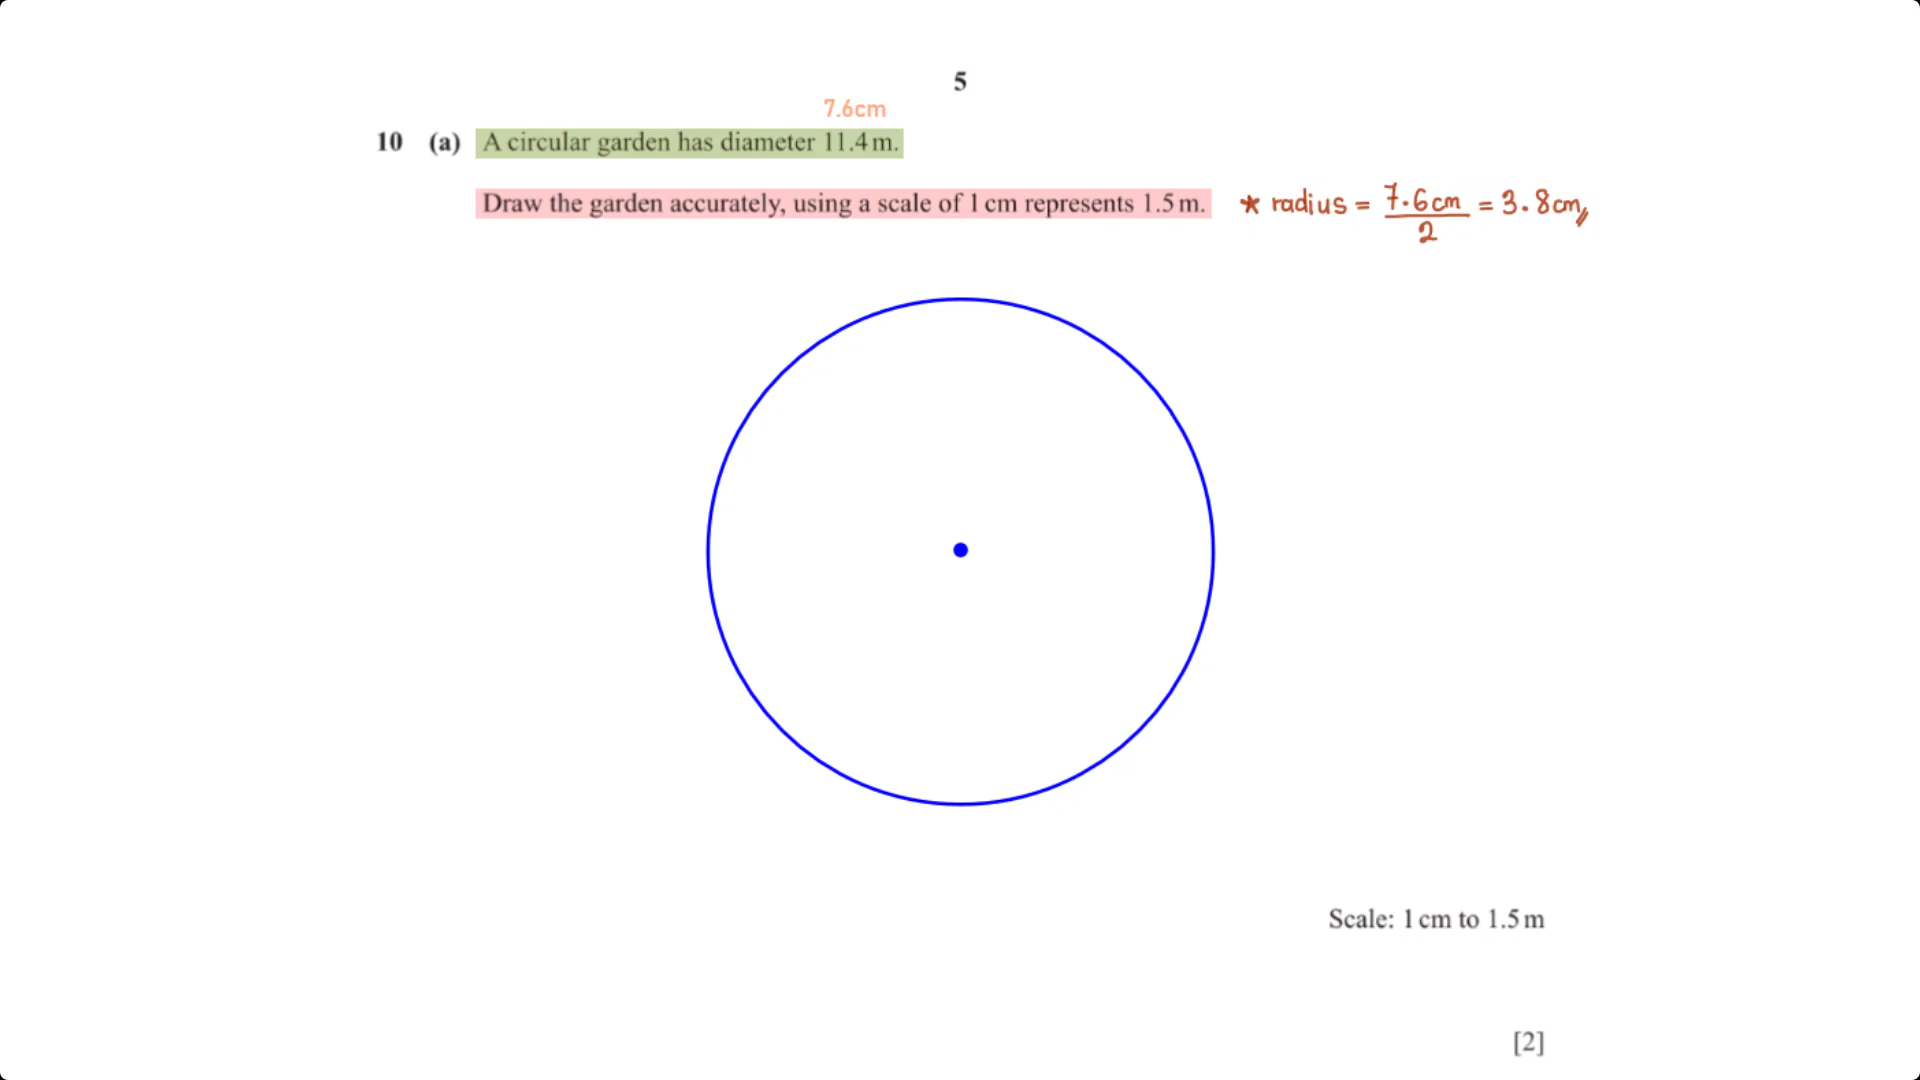 5
7.6cm
10 (a) A circular garden has diameter 11.4 m.
Draw the garden accurately, using a scale of 1 cm represents 1.5 m. * radius = 7.6cm / 2 = 3.8cm
Scale: 1 cm to 1.5 m
[2]